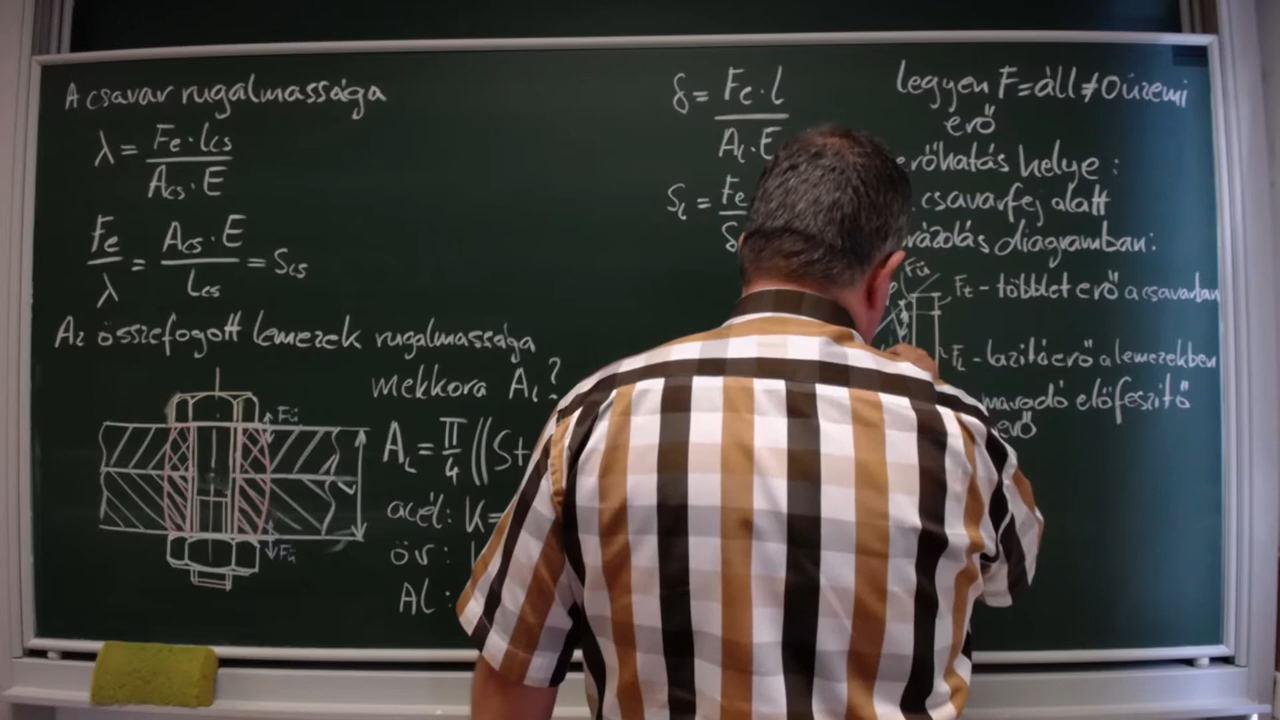 A csavar rugalmassága
λ = Fe · lcs / Acs · E
Fe / λ = Acs · E / Lcs = Scs
Az összefogott lemezek rugalmassága
mekkora AL?
Fü
Fü
AL = π/4 ((S+
acél: K=
öv:
Al:
δ = Fe · l / AL · E
SL = Fe
legyen F = áll ≠ 0 üzemi
erő
erőhatás helye :
csavarfej alatt
rázolás diagramban:
Fü
Ft - többlet erő a csavarban
FL - lazító erő a lemezekben
maradó előfeszítő
erő